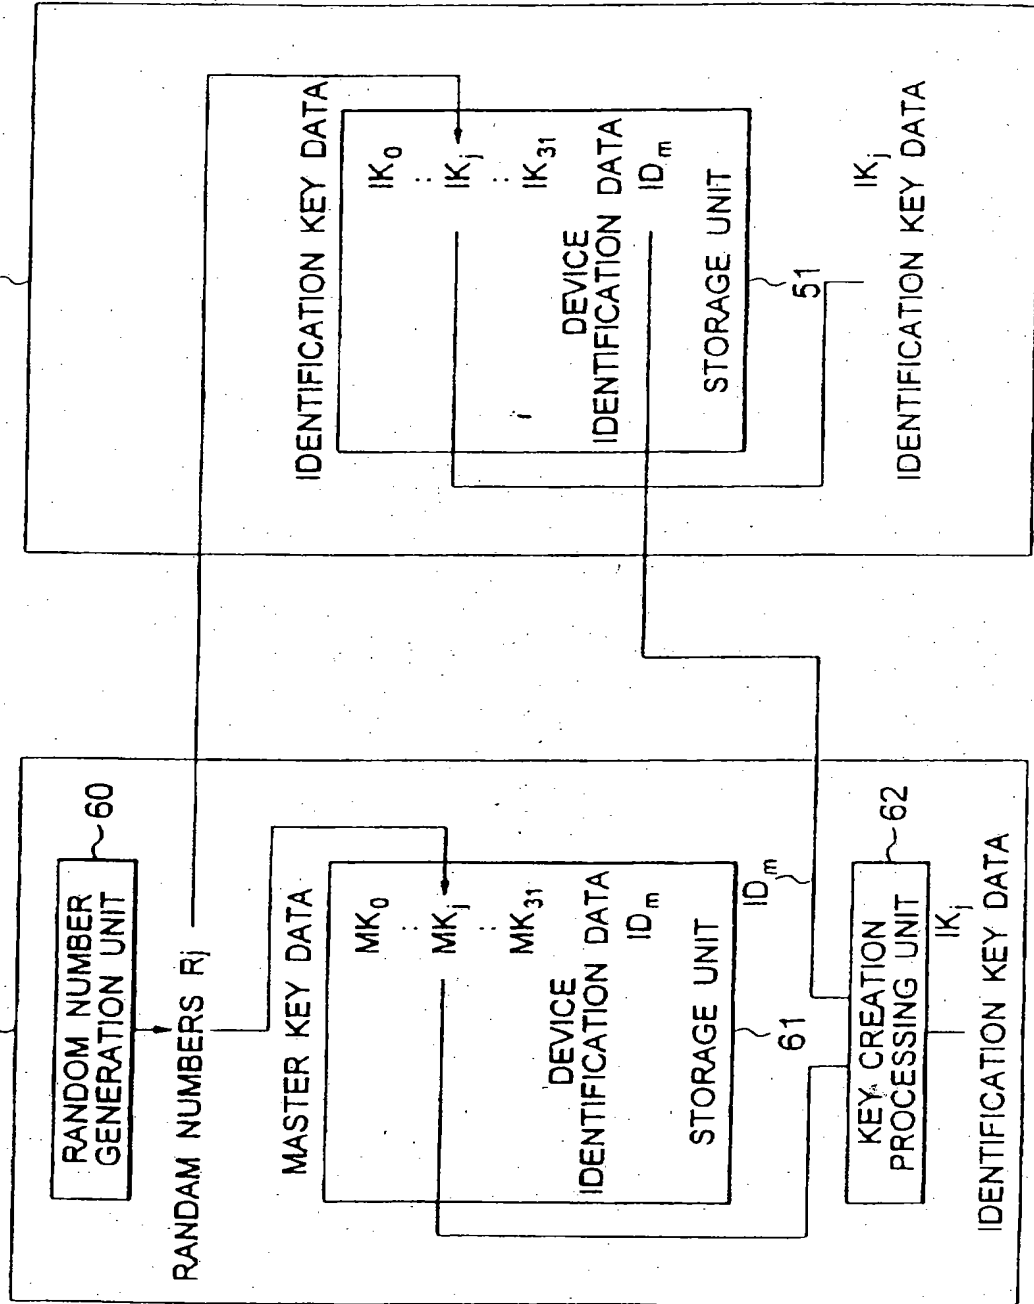 RANDOM NUMBER
GENERATION UNIT
60
RANDAM NUMBERS Rj
MASTER KEY DATA
MK0
:
MKj
:
MK31
DEVICE
IDENTIFICATION DATA
IDm
STORAGE UNIT
61
IDm
KEY CREATION
PROCESSING UNIT
62
IKj
IDENTIFICATION KEY DATA
IDENTIFICATION KEY DATA
IK0
:
IKj
:
IK31
DEVICE
IDENTIFICATION DATA
IDm
STORAGE UNIT
51
IKj
IDENTIFICATION KEY DATA